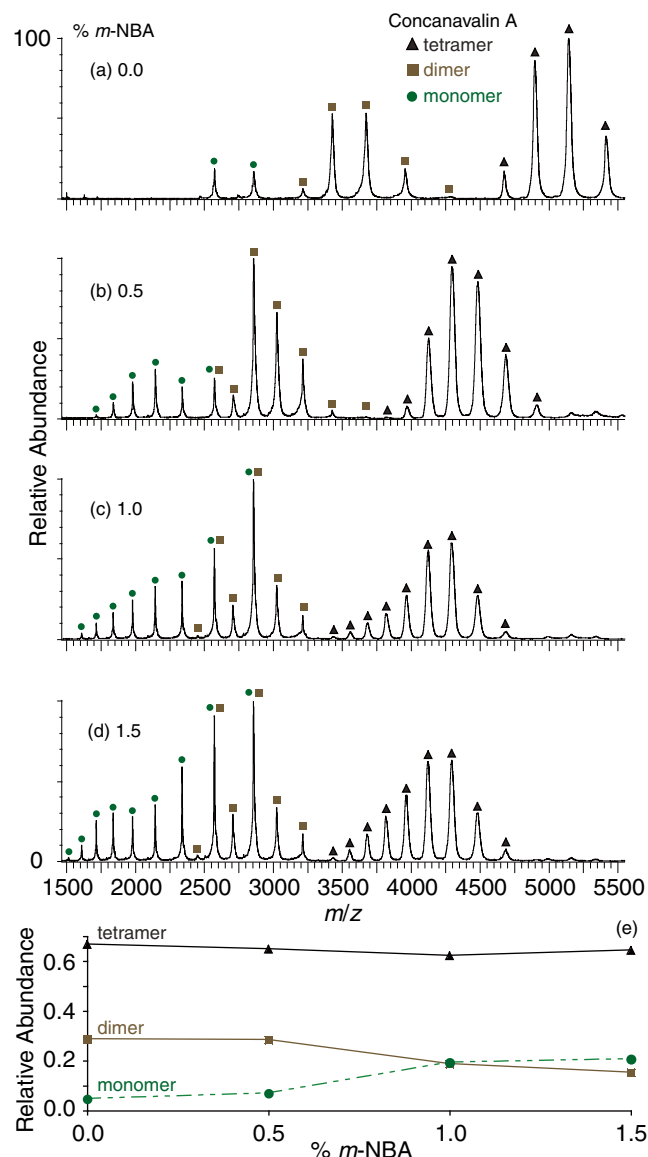 % m-NBA
Concanavalin A
100
tetramer
dimer
monomer
(a) 0.0
(b) 0.5
(c) 1.0
(d) 1.5
Relative Abundance
0
1500 2000 2500 3000 3500 4000 4500 5000 5500
m/z
(e)
tetramer
dimer
monomer
Relative Abundance
0.6
0.4
0.2
0.0
0.0 0.5 1.0 1.5
% m-NBA